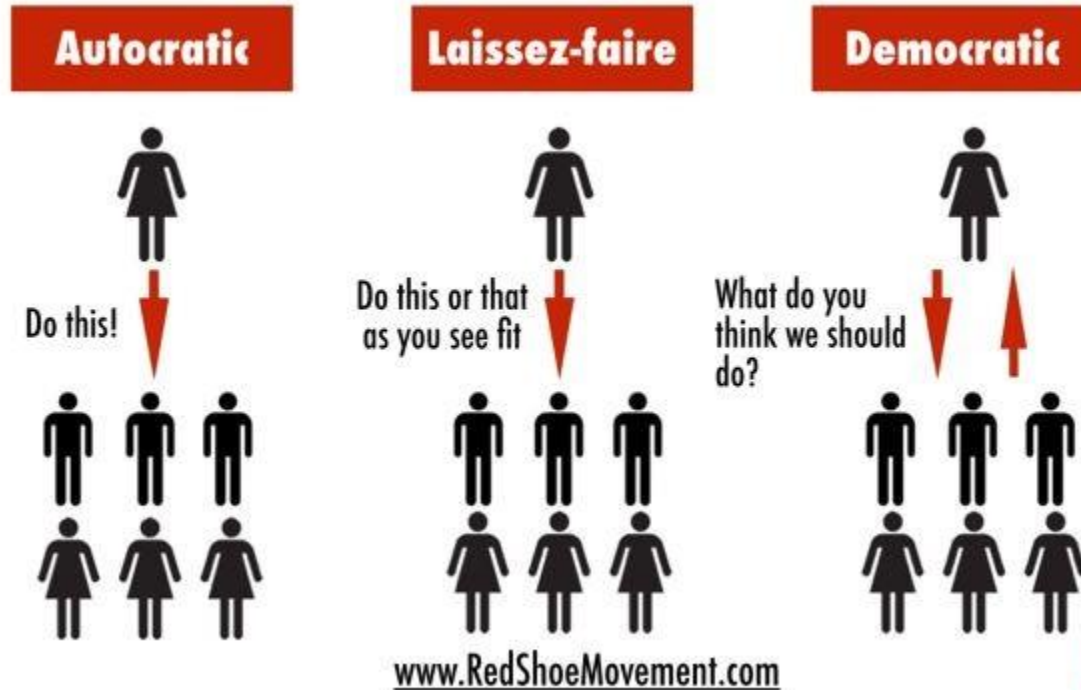 Autocratic
Laissez-faire
Democratic
Do this!
Do this or that
as you see fit
What do you
think we should
do?
www.RedShoeMovement.com